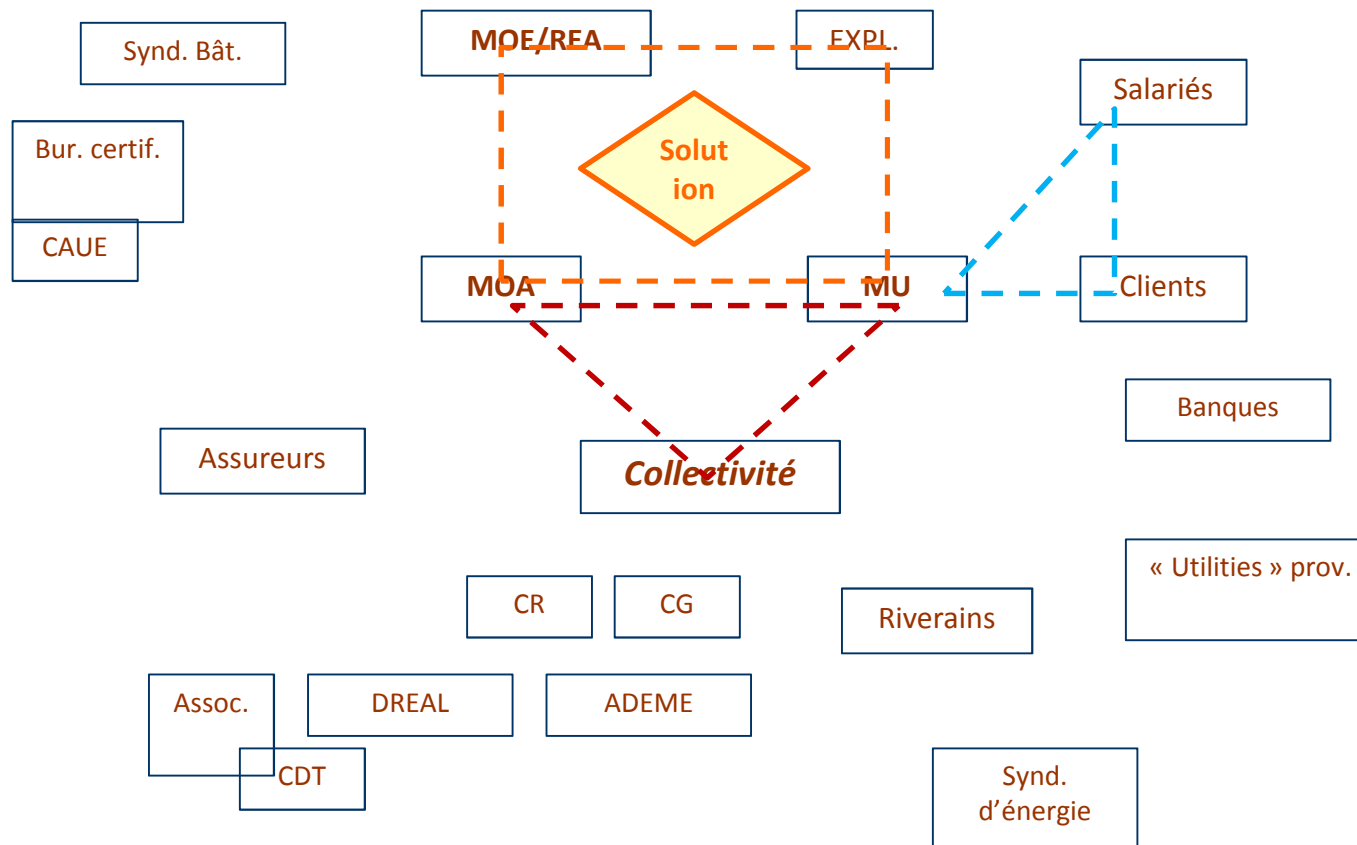 MOE/REA
EXPL.
Synd. Bât.
Salariés
Bur. certif.
Solut
ion
CAUE
MOA
MU
Clients
Banques
Assureurs
Collectivité
« Utilities » prov.
CR
CG
Riverains
Assoc.
DREAL
ADEME
CDT
Synd.
d’énergie